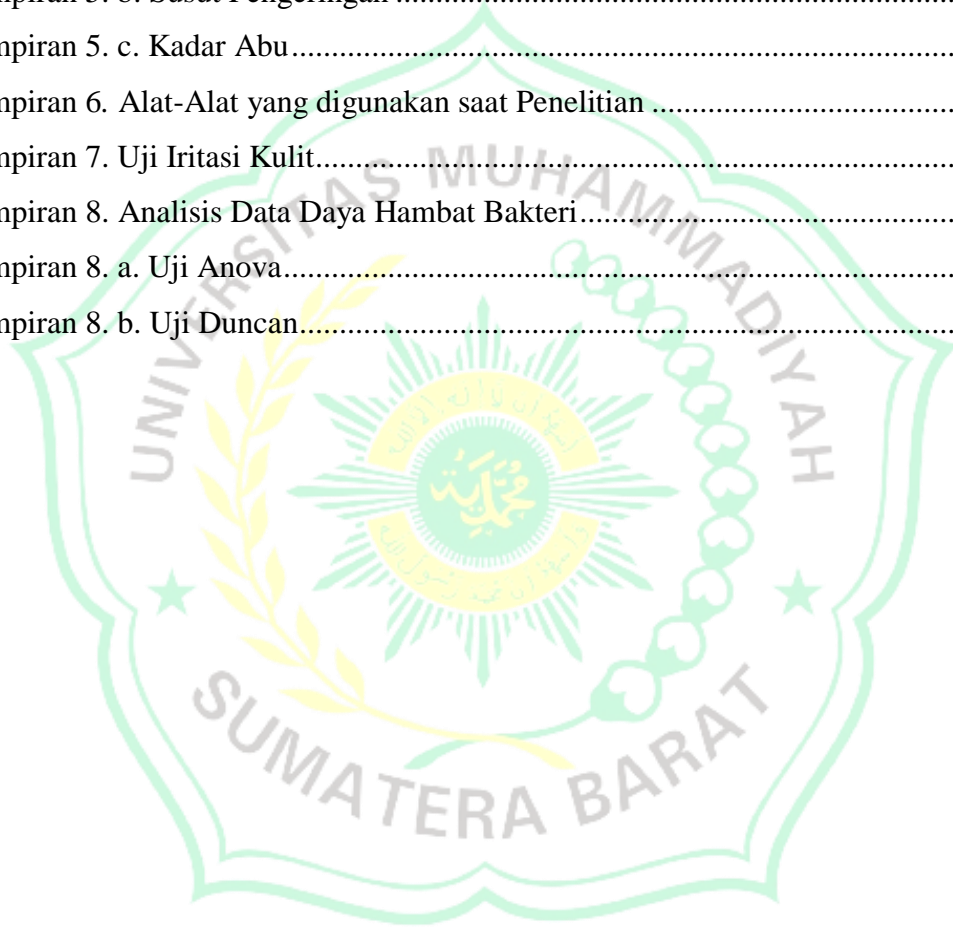 mpiran 5. b. Susut Pengeringan ........................................
mpiran 5. c. Kadar Abu ........................................
mpiran 6. Alat-Alat yang digunakan saat Penelitian ........................................
mpiran 7. Uji Iritasi Kulit ........................................
mpiran 8. Analisis Data Daya Hambat Bakteri ........................................
mpiran 8. a. Uji Anova ........................................
mpiran 8. b. Uji Duncan ........................................
UNIVERSITAS MUHAMMADIYAH
SUMATERA BARAT